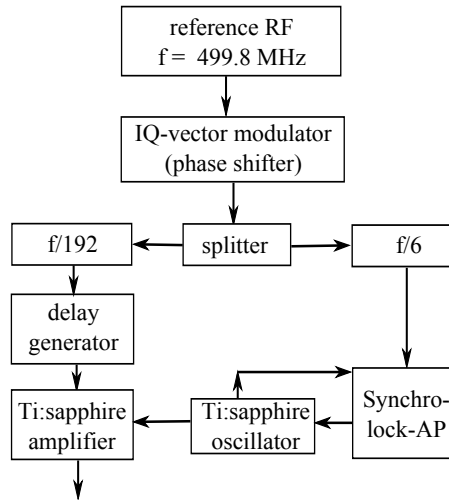 reference RF
f = 499.8 MHz
IQ-vector modulator
(phase shifter)
f/192
splitter
f/6
delay
generator
Ti:sapphire
amplifier
Ti:sapphire
oscillator
Synchro-
lock-AP